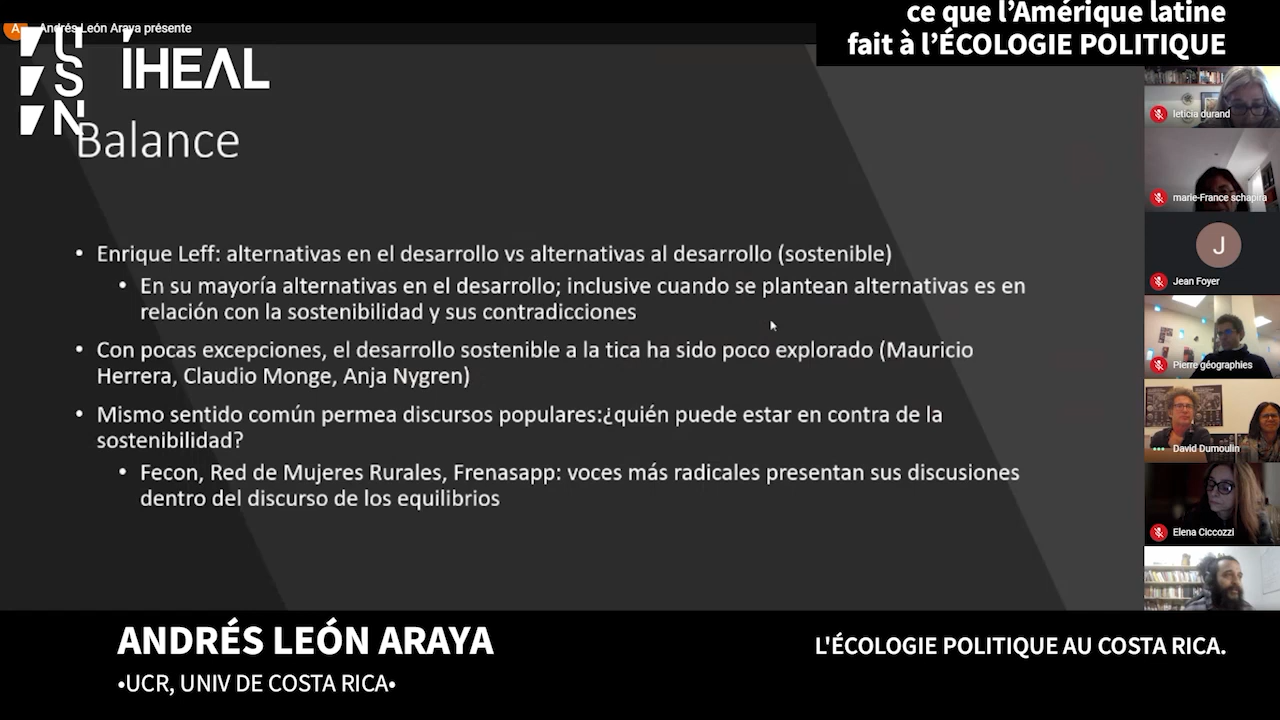 Andrés León Araya présente
A
ce que l'Amérique latine
fait à l'ÉCOLOGIE POLITIQUE
U
S
N
IHEAL
Balance
• Enrique Leff: alternativas en el desarrollo vs alternativas al desarrollo (sostenible)
• En su mayoría alternativas en el desarrollo; inclusive cuando se plantean alternativas es en
relación con la sostenibilidad y sus contradicciones
• Con pocas excepciones, el desarrollo sostenible a la tica ha sido poco explorado (Mauricio
Herrera, Claudio Monge, Anja Nygren)
• Mismo sentido común permea discursos populares:¿quién puede estar en contra de la
sostenibilidad?
• Fecon, Red de Mujeres Rurales, Frenasapp: voces más radicales presentan sus discusiones
dentro del discurso de los equilibrios
leticia durand
marie-France schapira
J
Jean Foyer
Pierre géographies
David Dumoulin
Elena Ciccozzi
ANDRÉS LEÓN ARAYA
•UCR, UNIV DE COSTA RICA•
L'ÉCOLOGIE POLITIQUE AU COSTA RICA.